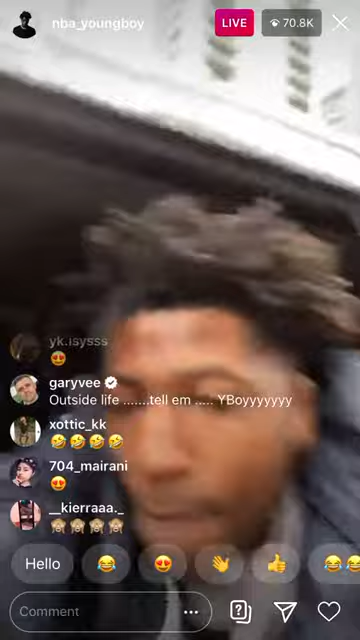 nba_youngboy
LIVE
70.8K
yk.isysss
😍
garyvee
Outside life .......tell em ..... YBoyyyyyyy
xottic_kk
🤣🤣🤣🤣
704_mairani
😍
__kierraaa._
🙈🙈🙈🙈
Hello 😂 😍 👋 👍 😂😂
Comment